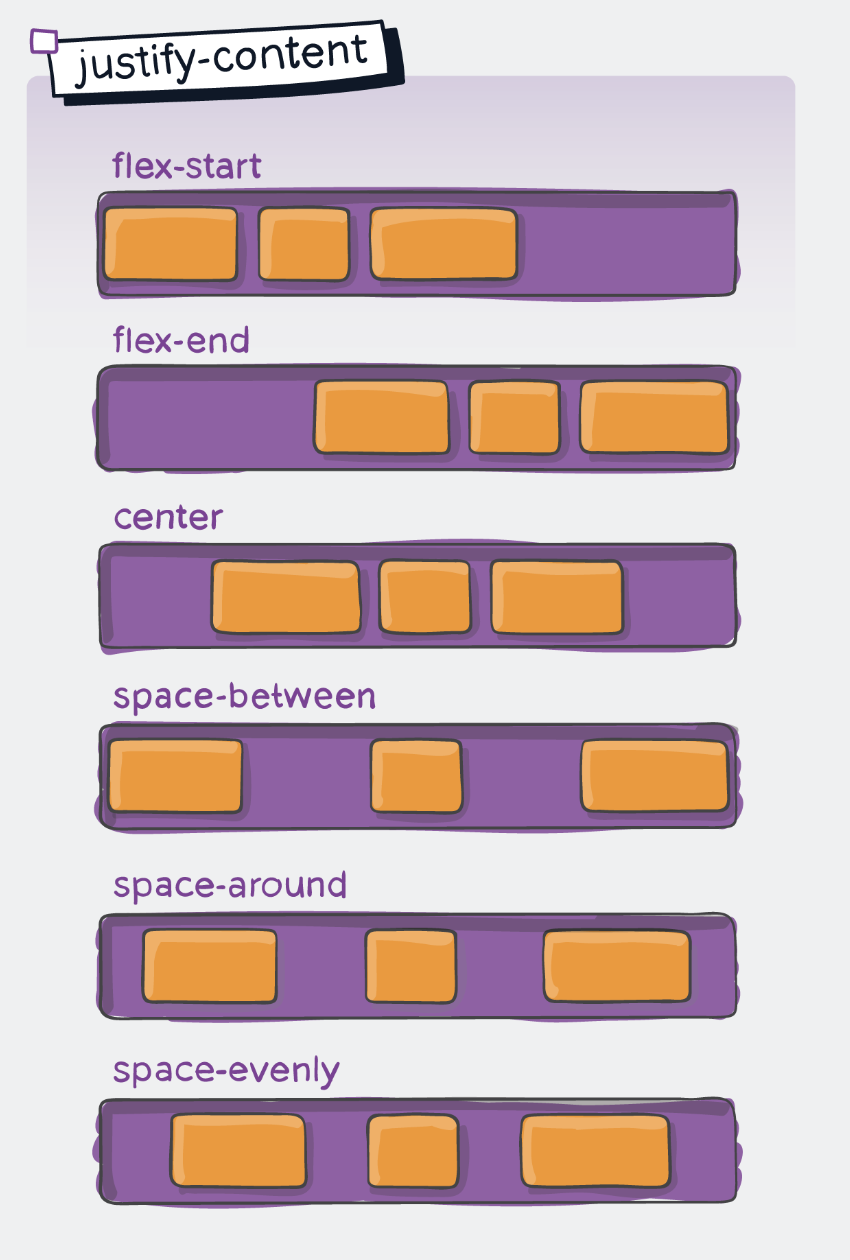 justify-content
flex-start
flex-end
center
space-between
space-around
space-evenly